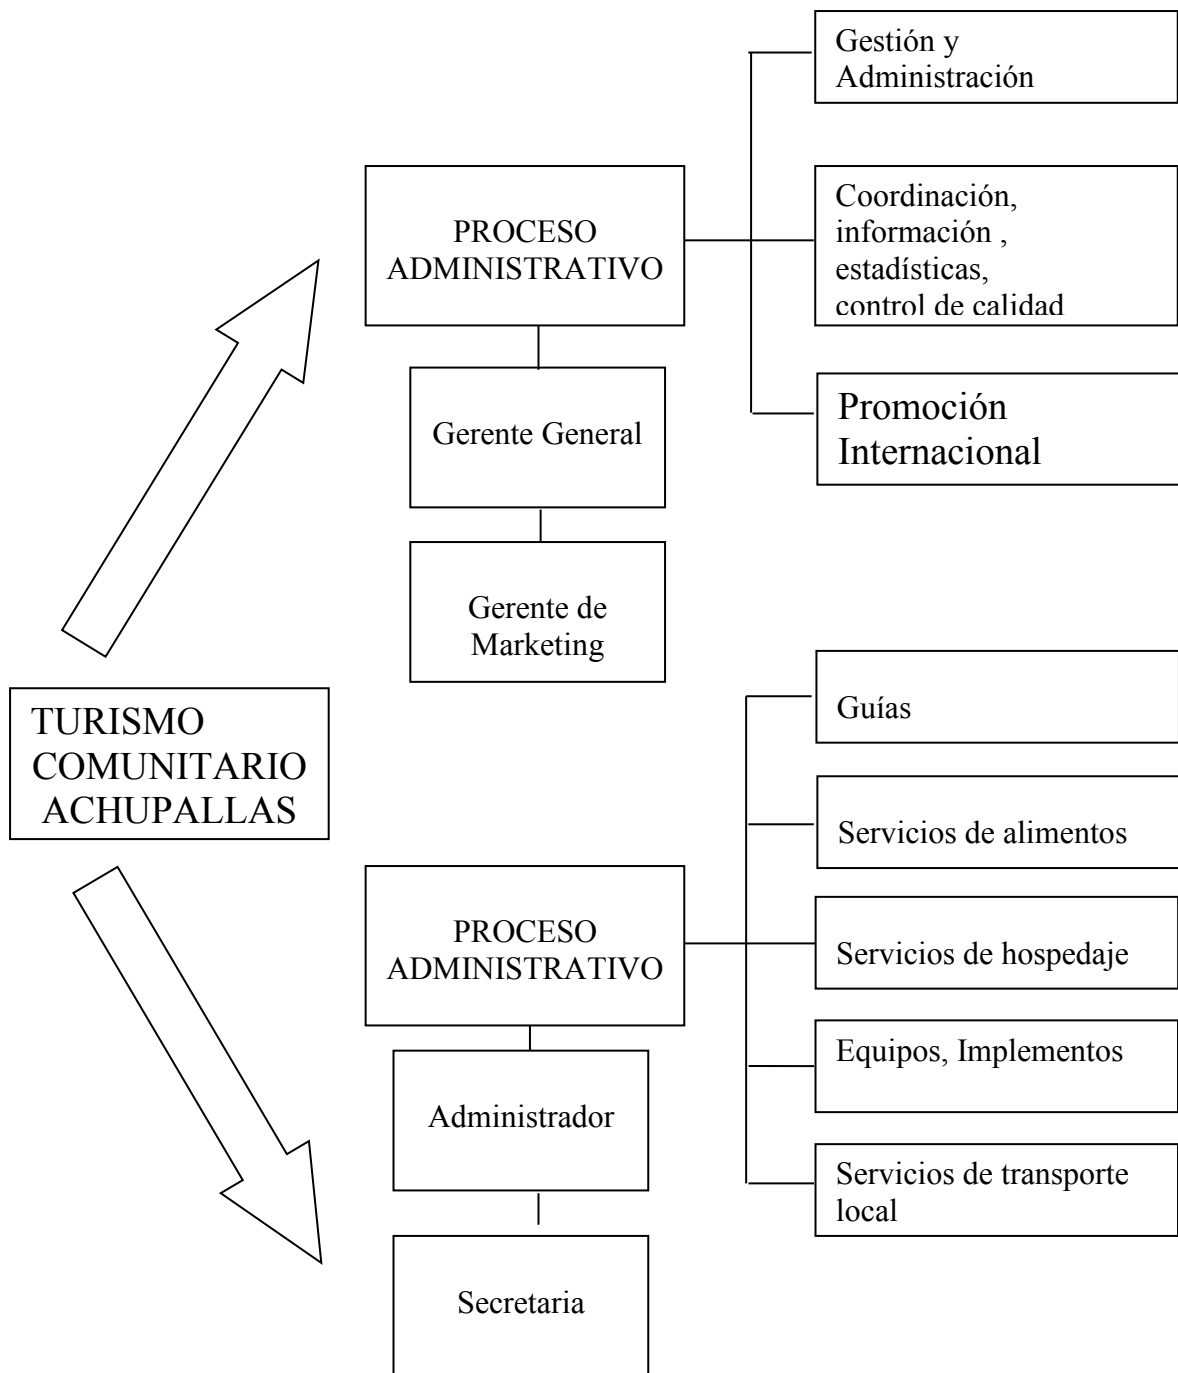 Gestión y
Administración
PROCESO
ADMINISTRATIVO
Coordinación,
información ,
estadísticas,
control de calidad
Gerente General
Promoción
Internacional
Gerente de
Marketing
TURISMO
COMUNITARIO
ACHUPALLAS
Guías
Servicios de alimentos
PROCESO
ADMINISTRATIVO
Servicios de hospedaje
Equipos, Implementos
Administrador
Servicios de transporte
local
Secretaria